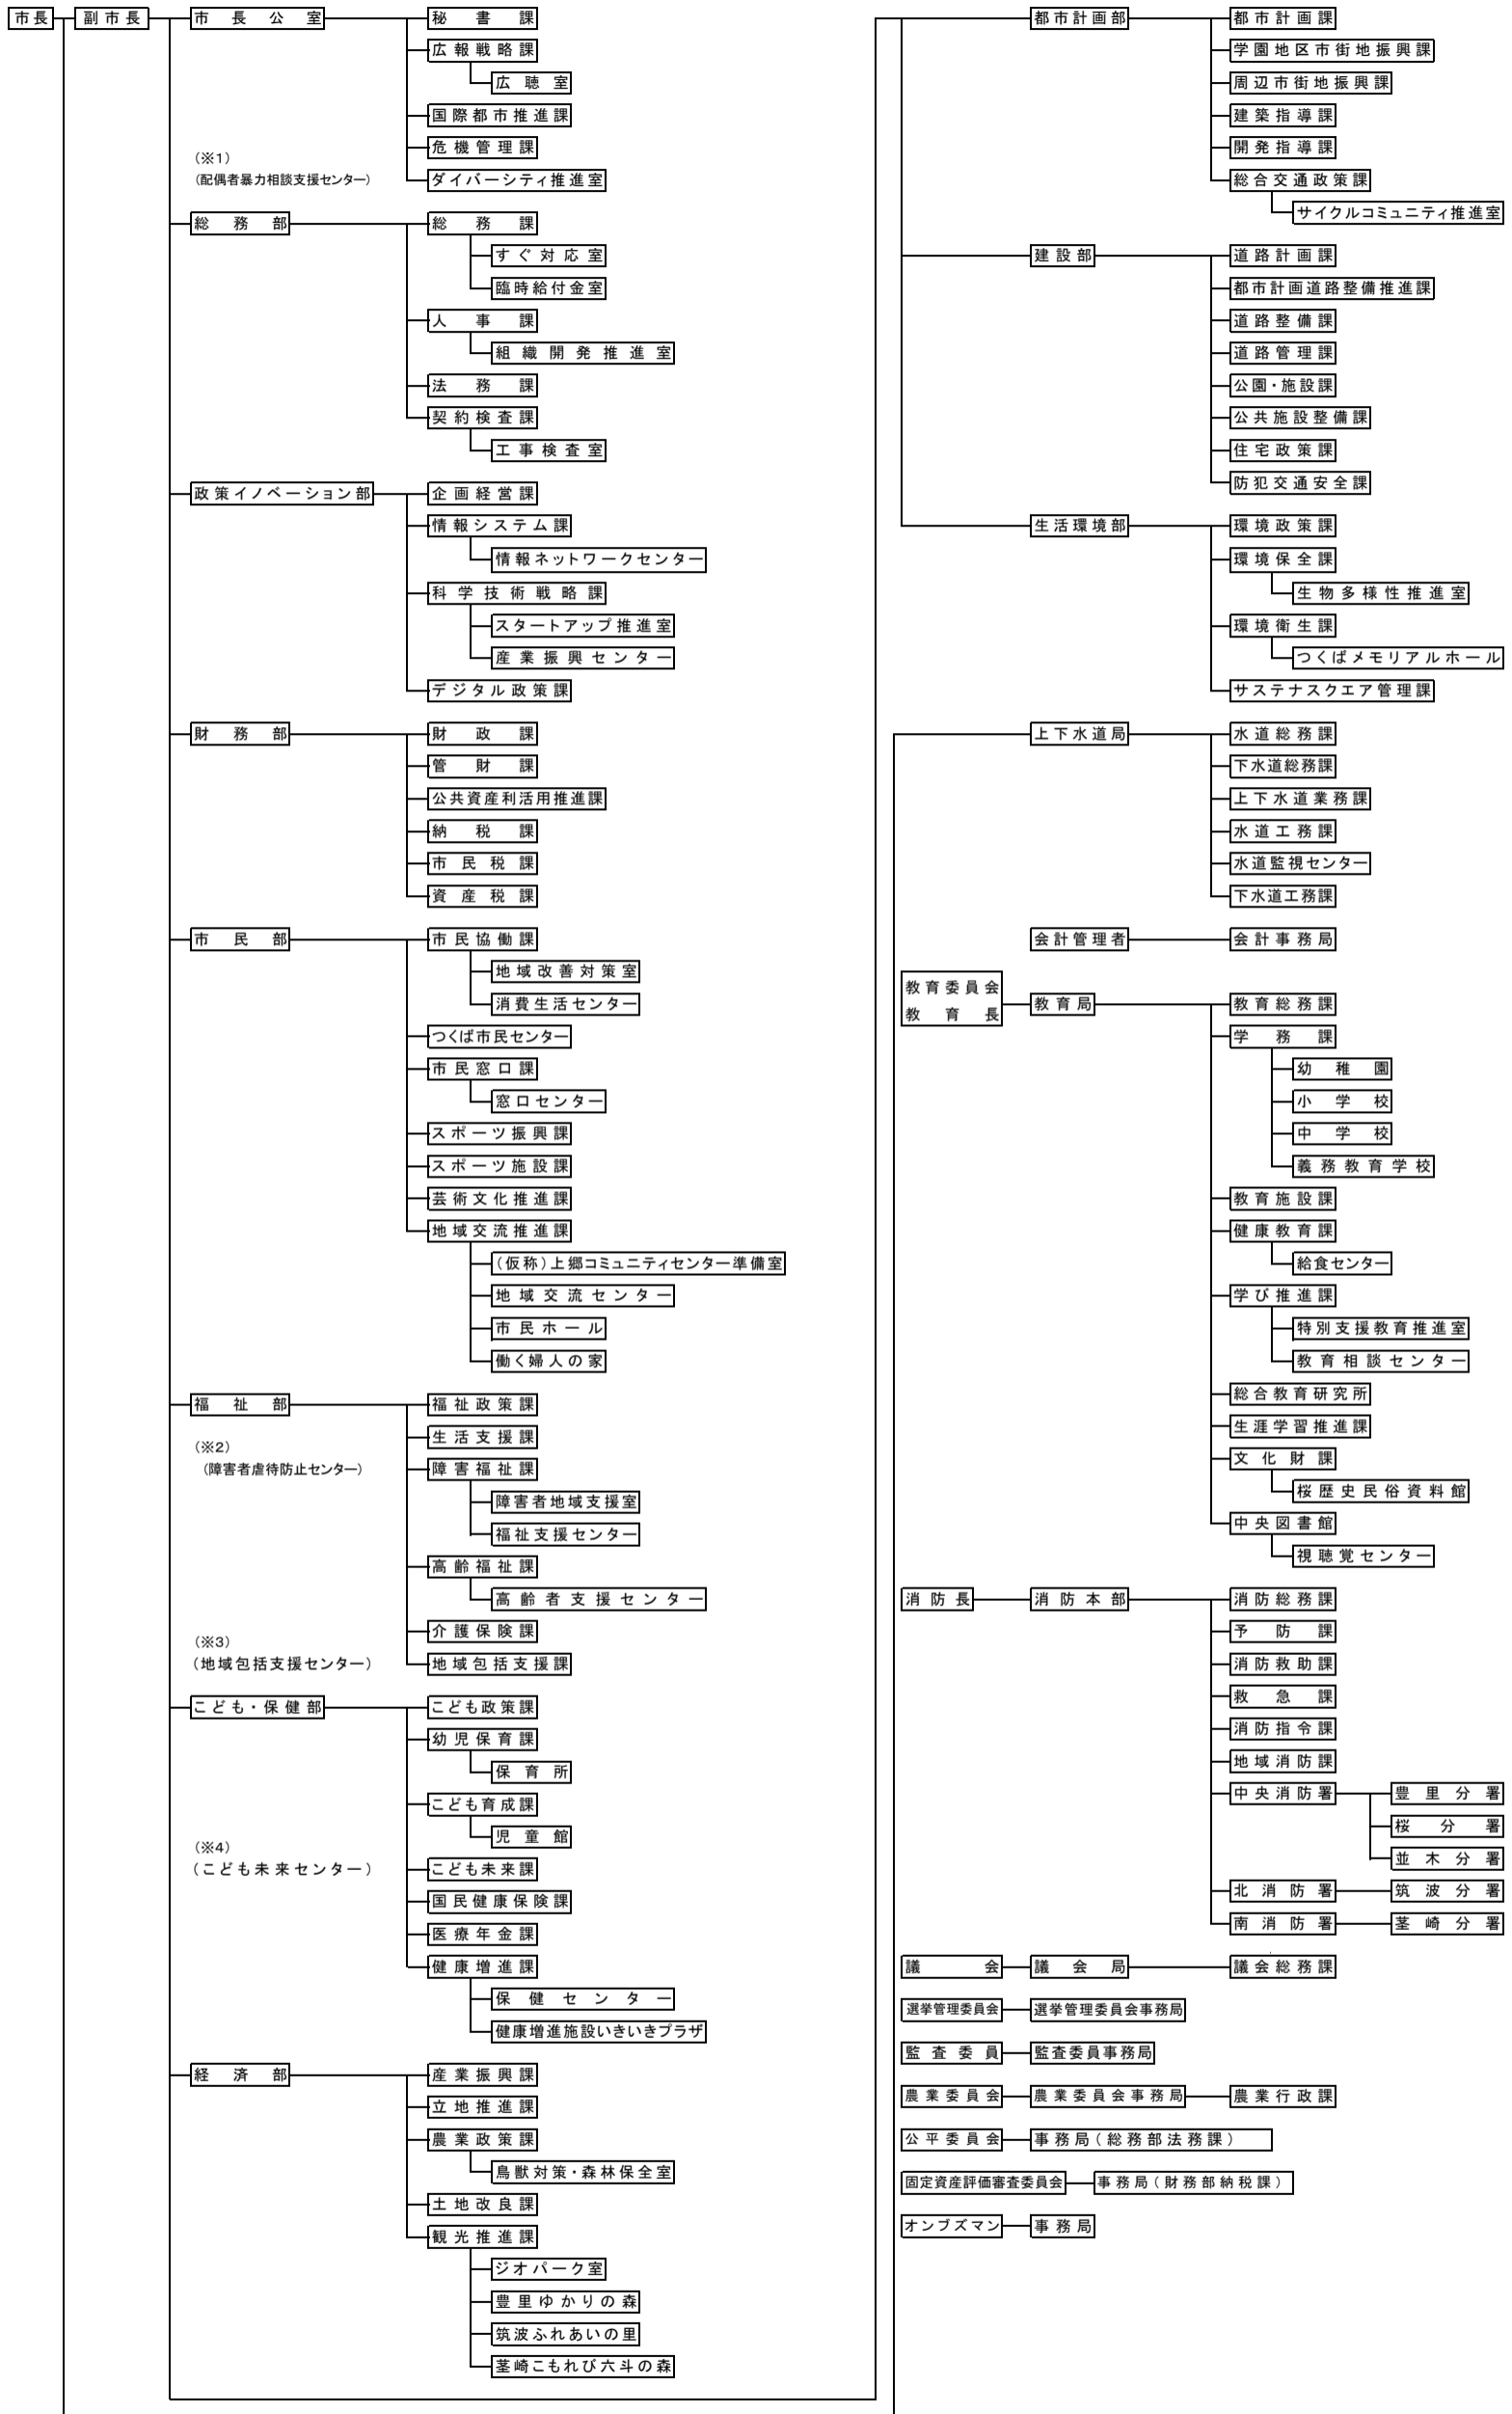 市長
副市長
市長公室
秘書課
広報戦略課
広聴室
国際都市推進課
危機管理課
(※1)
(配偶者暴力相談支援センター)
ダイバーシティ推進室
総務部
総務課
すぐ対応室
臨時給付金室
人事課
組織開発推進室
法務課
契約検査課
工事検査室
政策イノベーション部
企画経営課
情報システム課
情報ネットワークセンター
科学技術戦略課
スタートアップ推進室
産業振興センター
デジタル政策課
財務部
財政課
管財課
公共資産利活用推進課
納税課
市民税課
資産税課
市民部
市民協働課
地域改善対策室
消費生活センター
つくば市民センター
市民窓口課
窓口センター
スポーツ振興課
スポーツ施設課
芸術文化推進課
地域交流推進課
(仮称)上郷コミュニティセンター準備室
地域交流センター
市民ホール
働く婦人の家
福祉部
福祉政策課
生活支援課
(※2)
(障害者虐待防止センター)
障害福祉課
障害者地域支援室
福祉支援センター
高齢福祉課
高齢者支援センター
介護保険課
(※3)
(地域包括支援センター)
地域包括支援課
こども・保健部
こども政策課
幼児保育課
保育所
こども育成課
児童館
(※4)
(こども未来センター)
こども未来課
国民健康保険課
医療年金課
健康増進課
保健センター
健康増進施設いきいきプラザ
経済部
産業振興課
立地推進課
農業政策課
鳥獣対策・森林保全室
土地改良課
観光推進課
ジオパーク室
豊里ゆかりの森
筑波ふれあいの里
茎崎こもれび六斗の森
都市計画部
都市計画課
学園地区市街地振興課
周辺市街地振興課
建築指導課
開発指導課
総合交通政策課
サイクルコミュニティ推進室
建設部
道路計画課
都市計画道路整備推進課
道路整備課
道路管理課
公園・施設課
公共施設整備課
住宅政策課
防犯交通安全課
生活環境部
環境政策課
環境保全課
生物多様性推進室
環境衛生課
つくばメモリアルホール
サステナスクエア管理課
上下水道局
水道総務課
下水道総務課
上下水道業務課
水道工務課
水道監視センター
下水道工務課
会計管理者
会計事務局
教育委員会
教育長
教育局
教育総務課
学務課
幼稚園
小学校
中学校
義務教育学校
教育施設課
健康教育課
給食センター
学び推進課
特別支援教育推進室
教育相談センター
総合教育研究所
生涯学習推進課
文化財課
桜歴史民俗資料館
中央図書館
視聴覚センター
消防長
消防本部
消防総務課
予防課
消防救助課
救急課
消防指令課
地域消防課
中央消防署
豊里分署
桜分署
並木分署
北消防署
筑波分署
南消防署
茎崎分署
議会
議会局
議会総務課
選挙管理委員会
選挙管理委員会事務局
監査委員
監査委員事務局
農業委員会
農業委員会事務局
農業行政課
公平委員会
事務局(総務部法務課)
固定資産評価審査委員会
事務局(財務部納税課)
オンブズマン
事務局